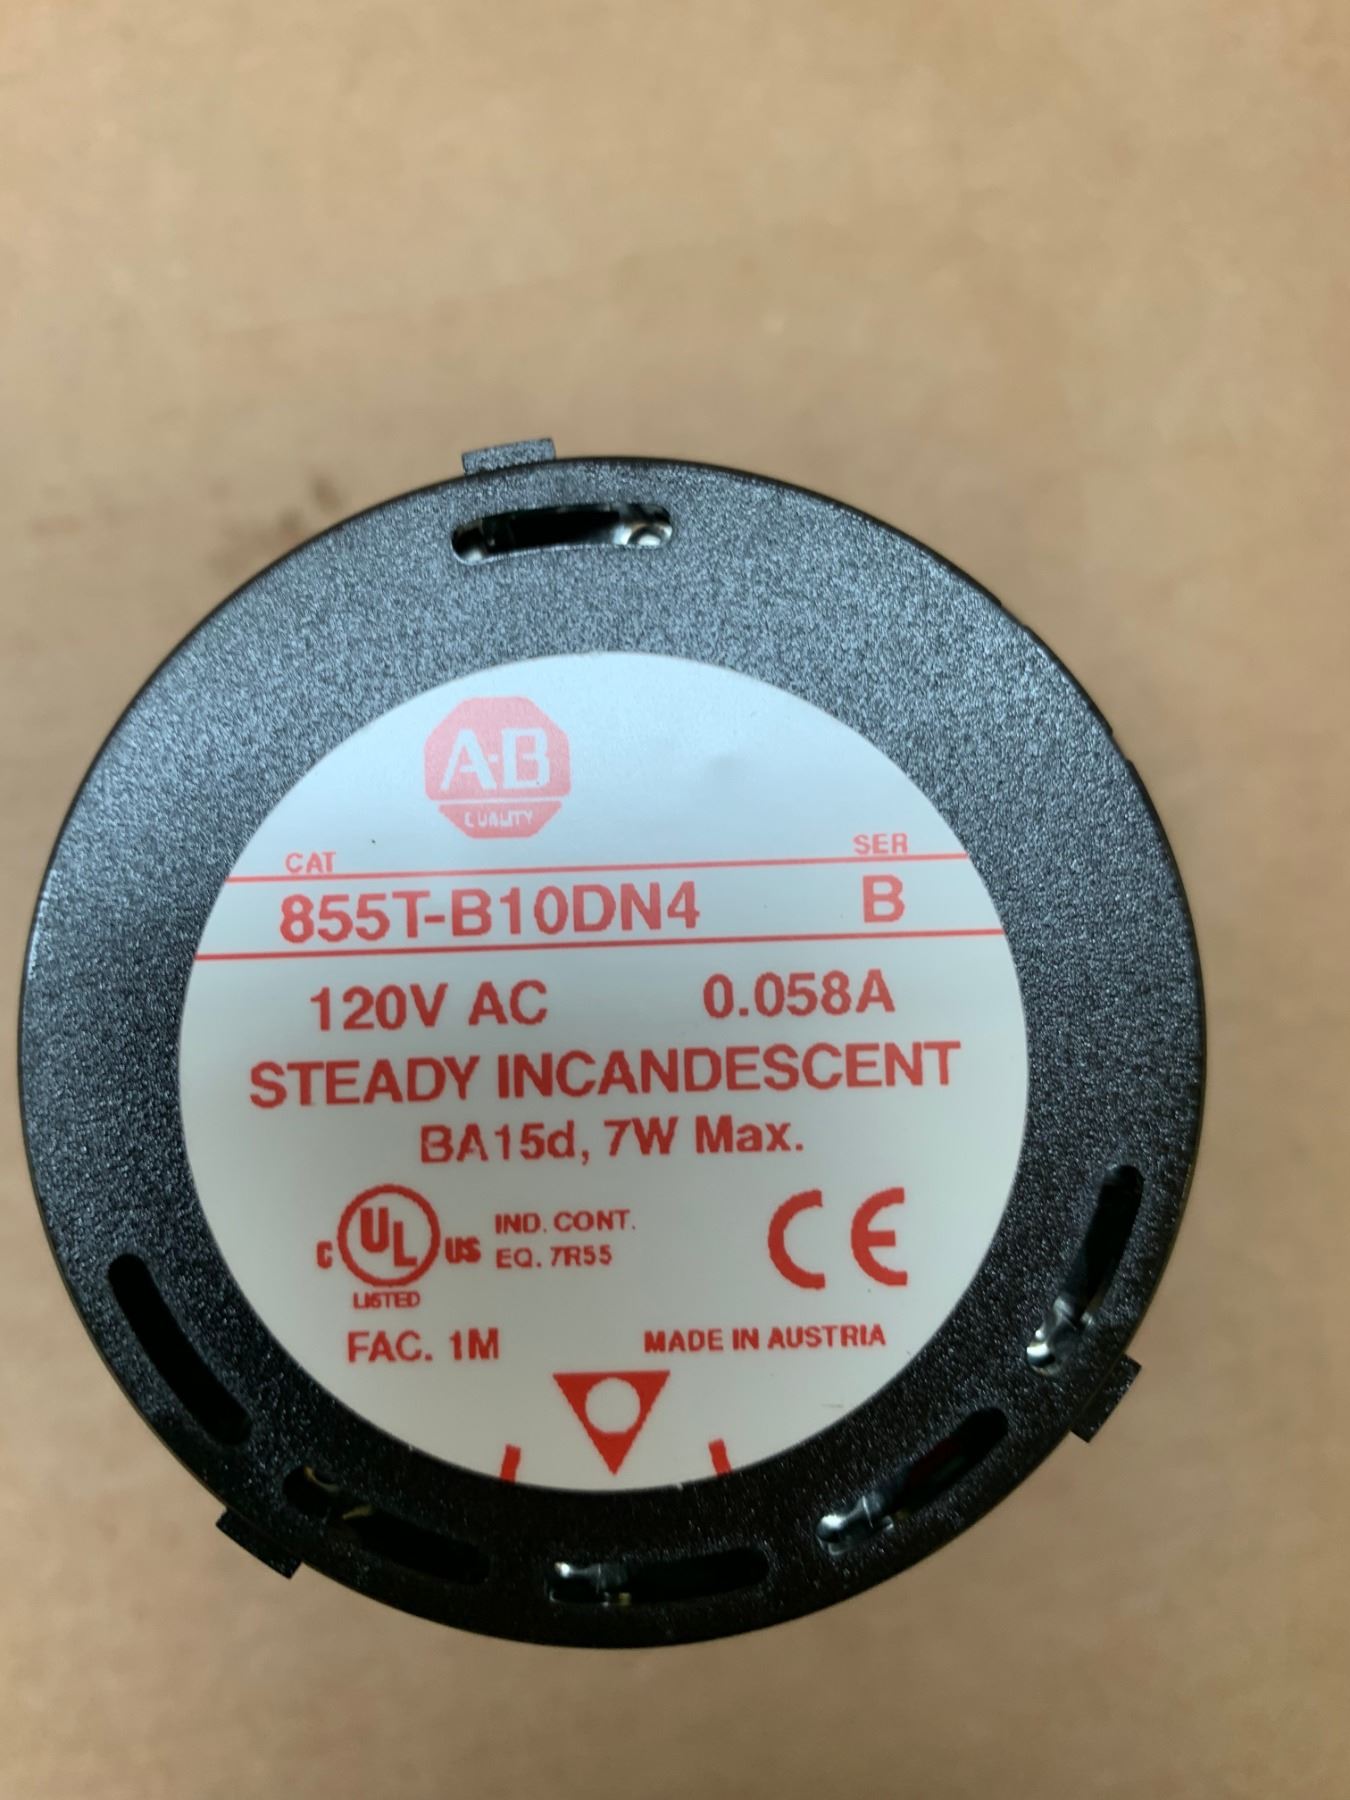 A-B
QUALITY
CAT SER
855T-B10DN4 B
120V AC 0.058A
STEADY INCANDESCENT
BA15d, 7W Max.
C UL US IND. CONT.
EQ. 7R55
LISTED
CE
FAC. 1M MADE IN AUSTRIA